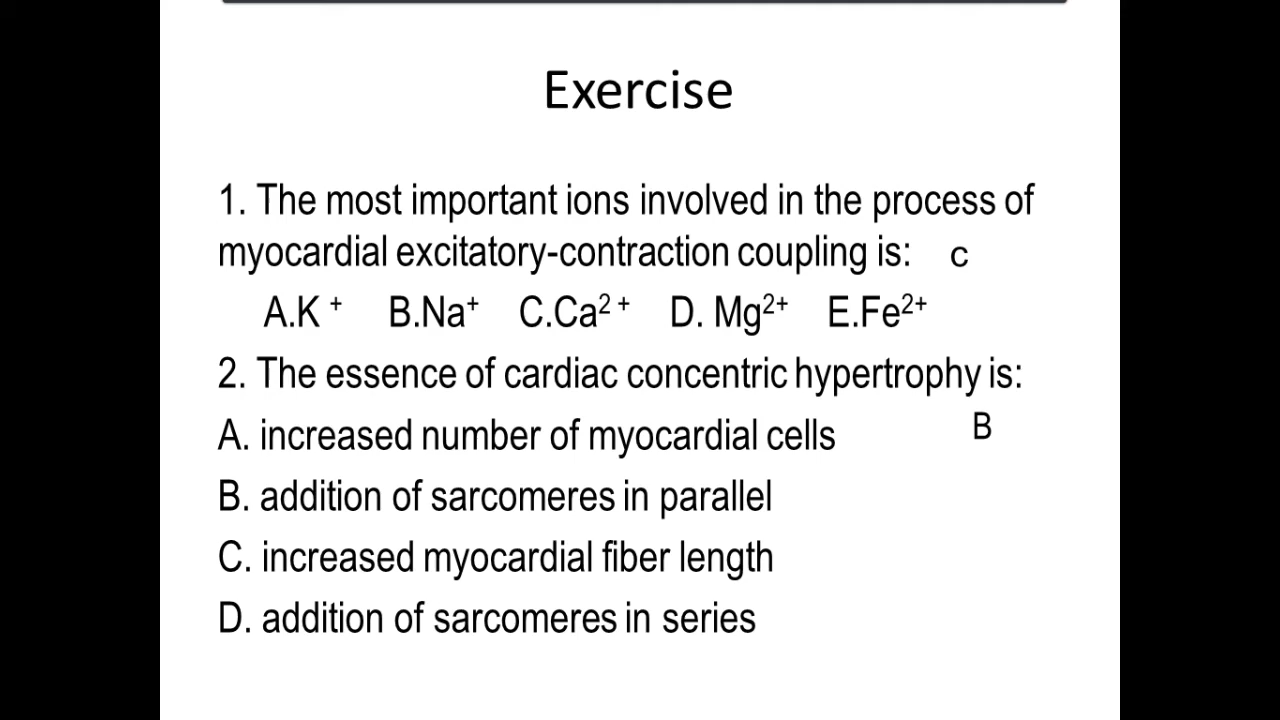 Exercise
1. The most important ions involved in the process of
myocardial excitatory-contraction coupling is: c
A.K + B.Na+ C.Ca2 + D. Mg2+ E.Fe2+
2. The essence of cardiac concentric hypertrophy is:
A. increased number of myocardial cells B
B. addition of sarcomeres in parallel
C. increased myocardial fiber length
D. addition of sarcomeres in series